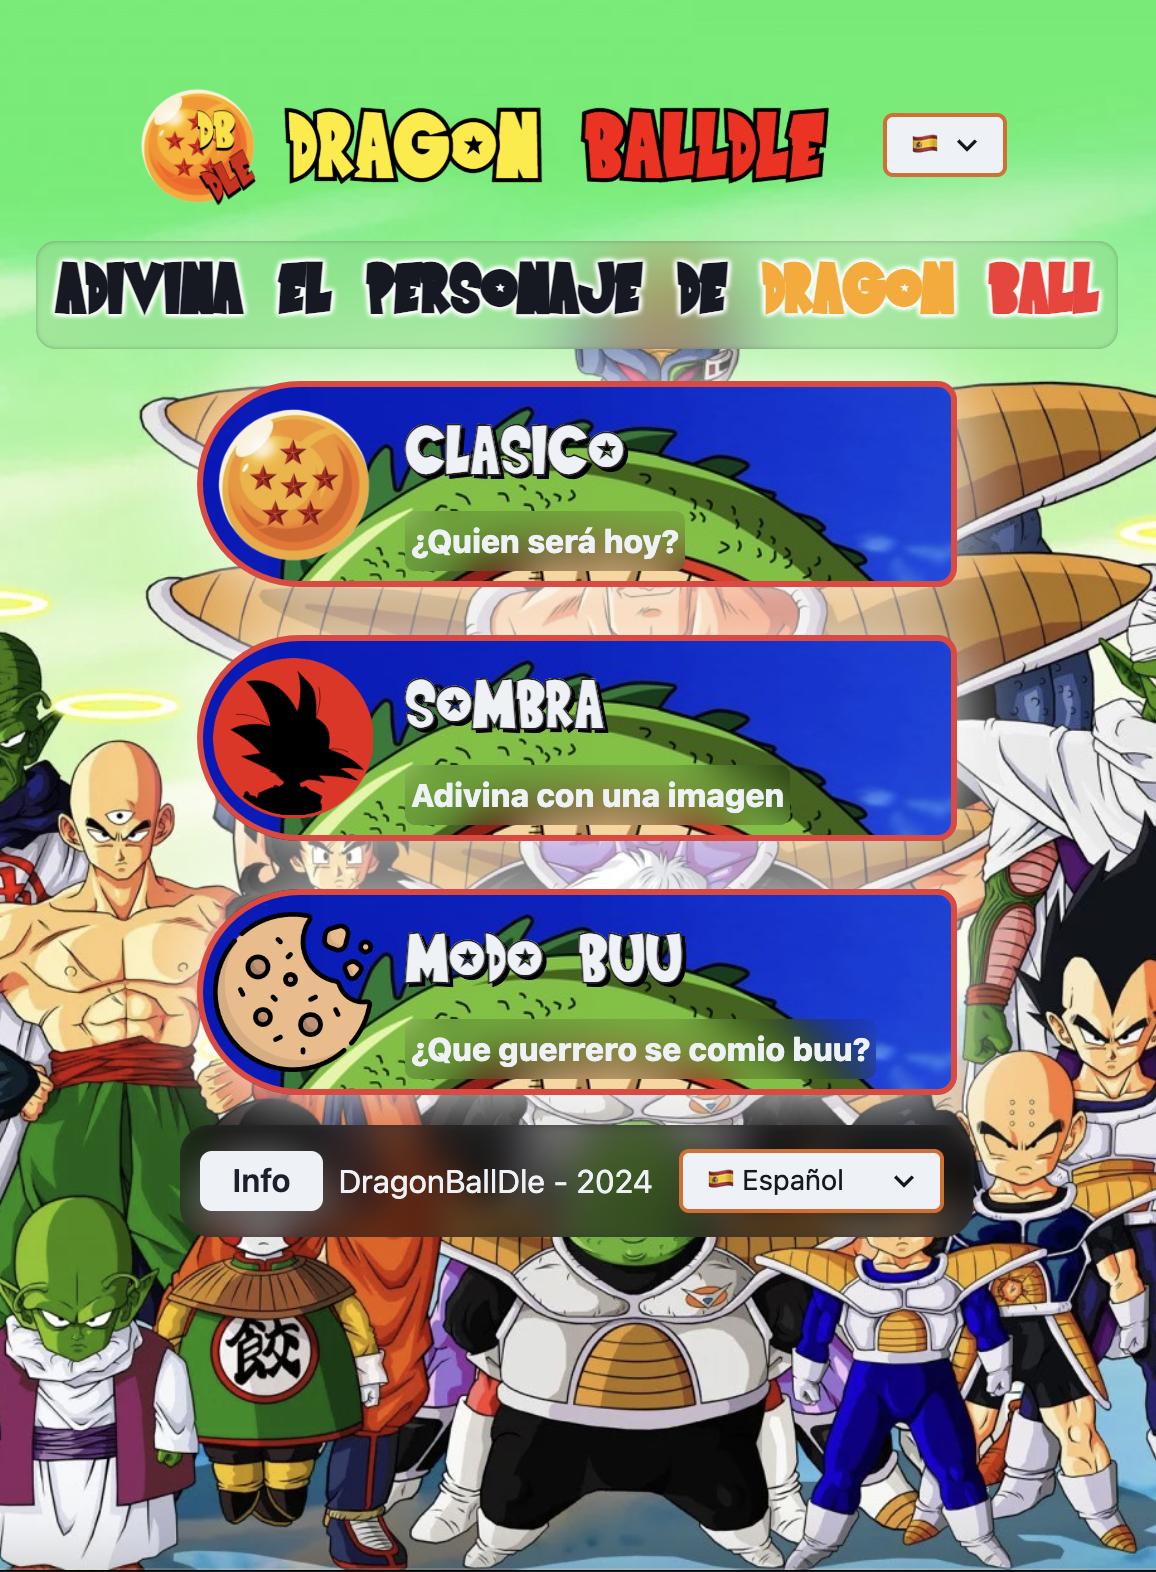 DB
DLE
DRAGON BALLDLE
ADIVINA EL PERSONAJE DE DRAGON BALL
CLASICO
¿Quien será hoy?
SOMBRA
Adivina con una imagen
MODO BUU
¿Que guerrero se comio buu?
Info DragonBallDle - 2024 Español
餃